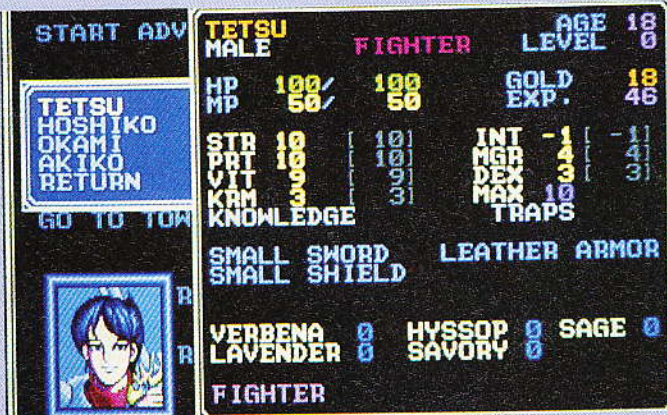 START ADV
TETSU
HOSHIKO
OKAMI
AKIKO
RETURN
GO TO TOW
R
R
TETSU AGE 18
MALE FIGHTER LEVEL 0
HP 100/ 100 GOLD 18
MP 50/ 50 EXP. 46
STR 10 [ 10] INT -1 [ -1]
PRT 10 [ 10] MGR 4 [ 4]
VIT 9 [ 9] DEX 3 [ 3]
KRM 3 [ 3] MAX 10
KNOWLEDGE TRAPS
SMALL SWORD LEATHER ARMOR
SMALL SHIELD
VERBENA 0 HYSSOP 0 SAGE 0
LAVENDER 0 SAVORY 0
FIGHTER